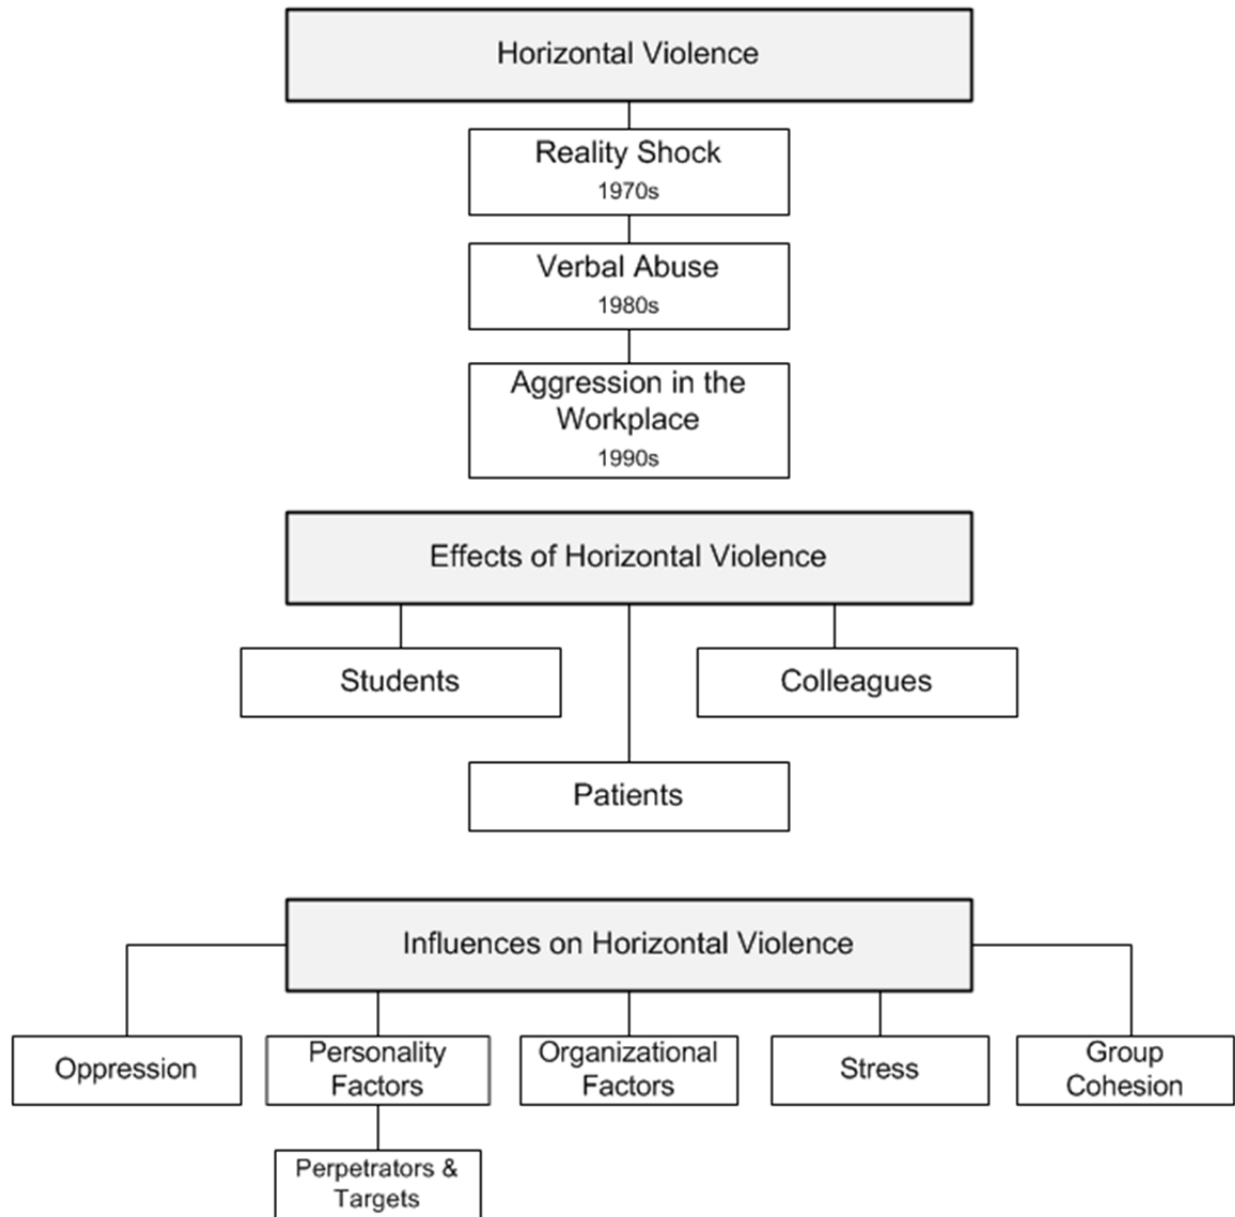 Horizontal Violence
Reality Shock
1970s
Verbal Abuse
1980s
Aggression in the
Workplace
1990s
Effects of Horizontal Violence
Students
Colleagues
Patients
Influences on Horizontal Violence
Oppression
Personality
Factors
Organizational
Factors
Stress
Group
Cohesion
Perpetrators &
Targets